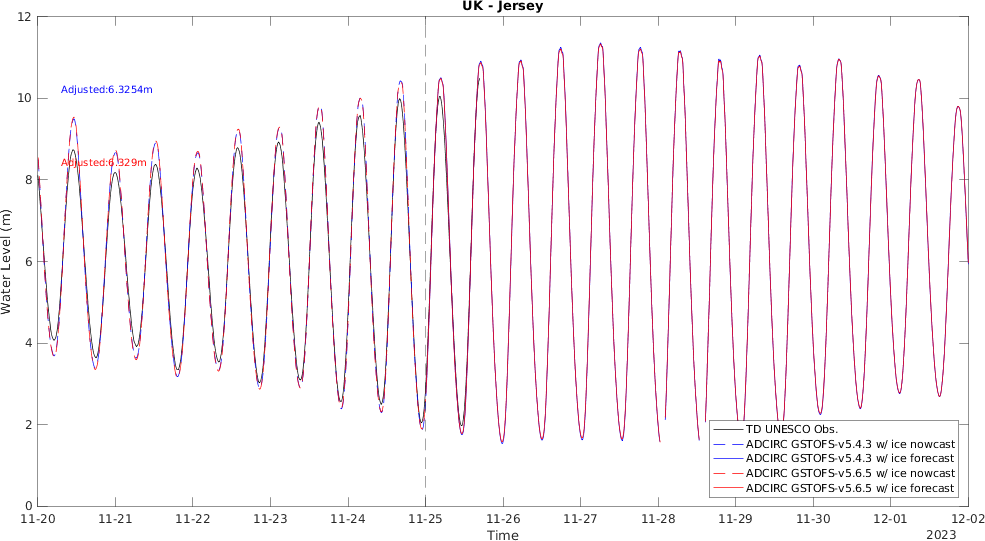 UK - Jersey
12
10
8
6
4
2
0
Water Level (m)
Adjusted:6.3254m
Adjusted:6.329m
TD UNESCO Obs.
ADCIRC GSTOFS-v5.4.3 w/ ice nowcast
ADCIRC GSTOFS-v5.4.3 w/ ice forecast
ADCIRC GSTOFS-v5.6.5 w/ ice nowcast
ADCIRC GSTOFS-v5.6.5 w/ ice forecast
11-20 11-21 11-22 11-23 11-24 11-25 11-26 11-27 11-28 11-29 11-30 12-01 12-02
Time
2023